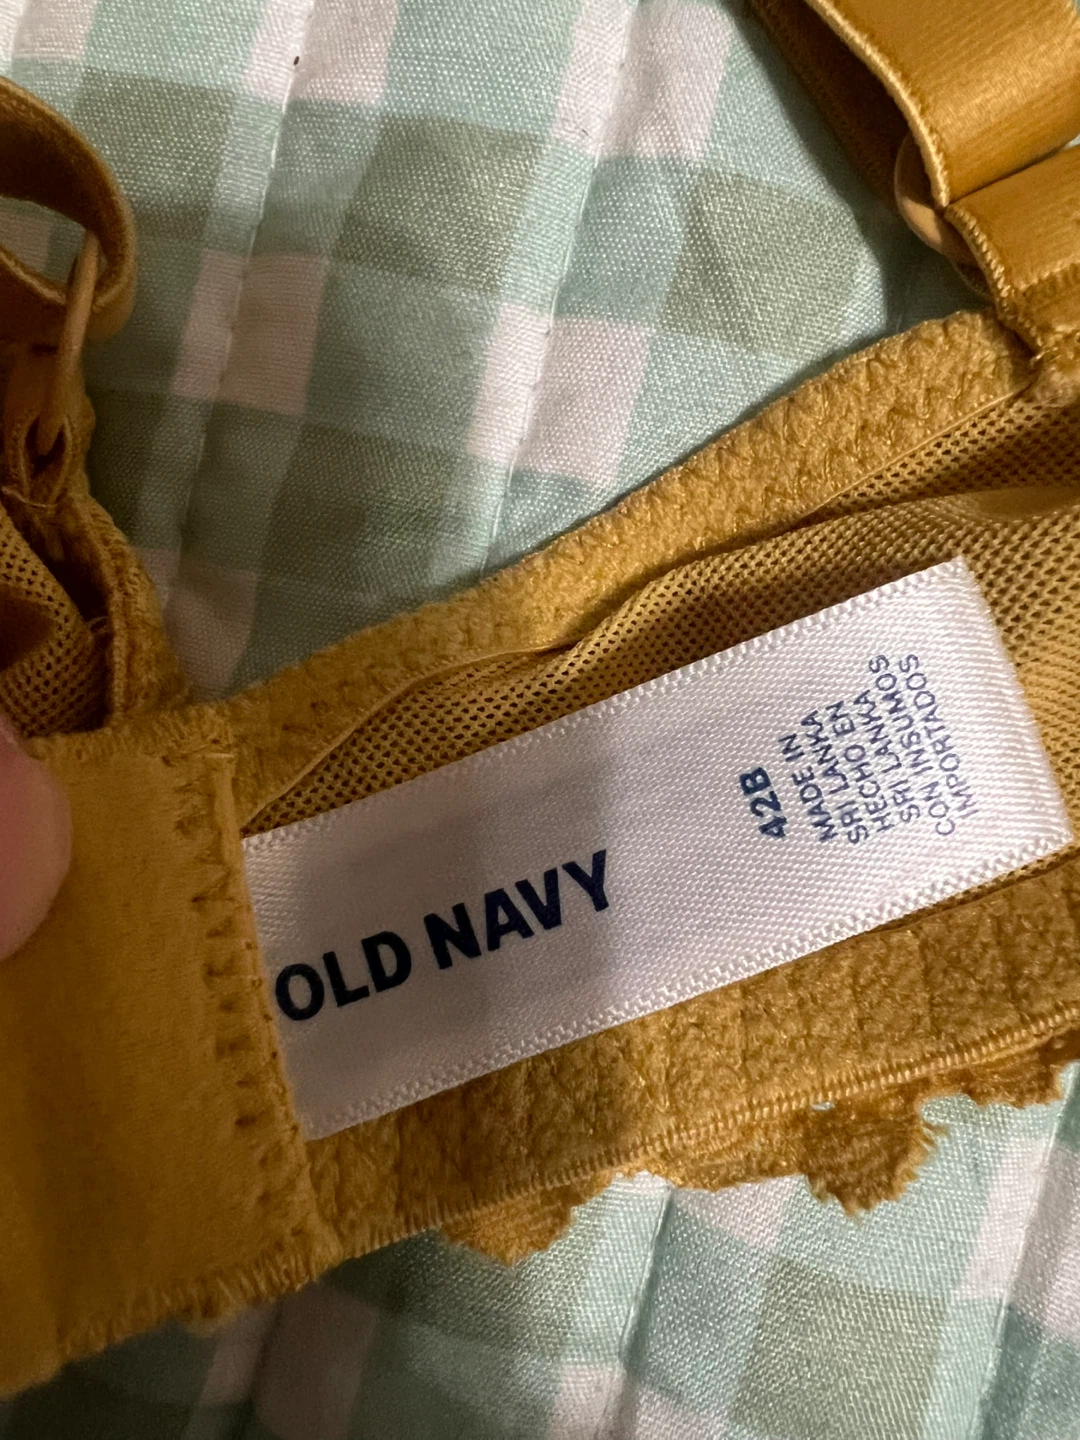 OLD NAVY
42B
MADE IN
SRI LANKA
HECHO EN
SRI LANKA
CON INSUMOS
IMPORTADOS